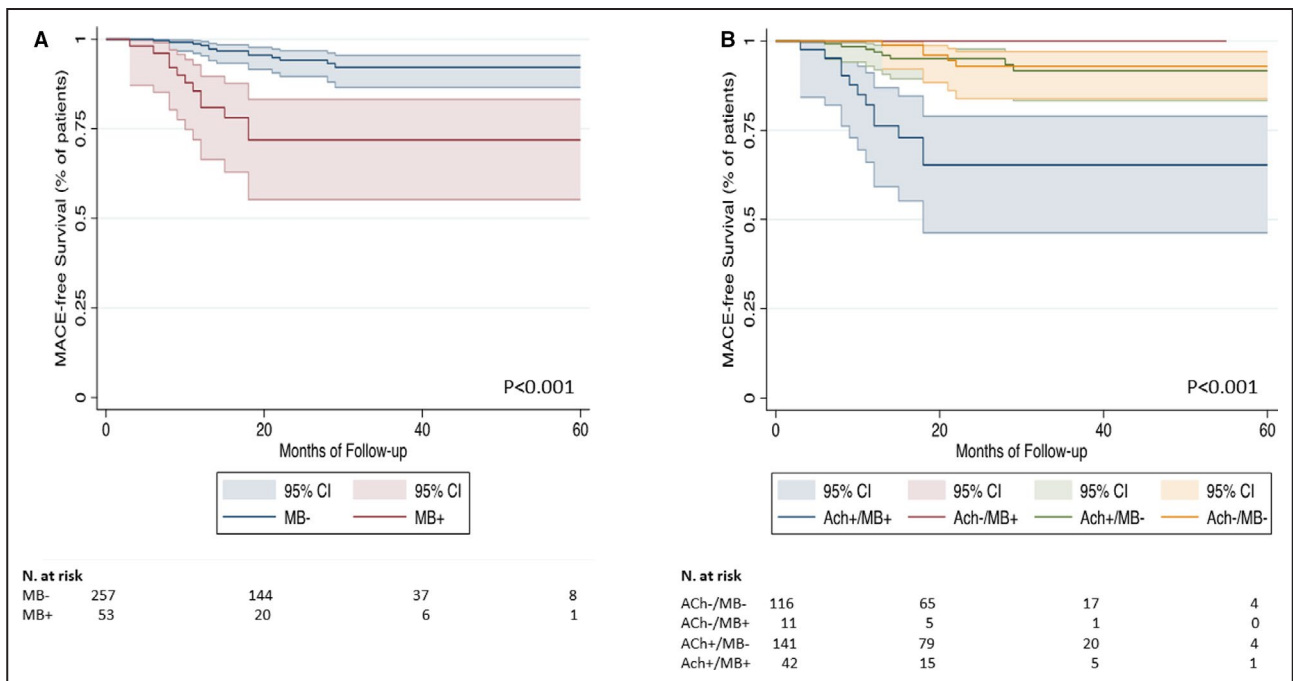 A
MACE-free Survival (% of patients)
1
0.75
0.5
0.25
0
P<0.001
0 20 40 60
Months of Follow-up
95% CI 95% CI
MB- MB+
N. at risk
MB- 257 144 37 8
MB+ 53 20 6 1
B
MACE-free Survival (% of patients)
1
0.75
0.5
0.25
0
P<0.001
0 20 40 60
Months of Follow-up
95% CI 95% CI 95% CI 95% CI
Ach+/MB+ Ach-/MB+ Ach+/MB- Ach-/MB-
N. at risk
ACh-/MB- 116 65 17 4
ACh-/MB+ 11 5 1 0
ACh+/MB- 141 79 20 4
Ach+/MB+ 42 15 5 1